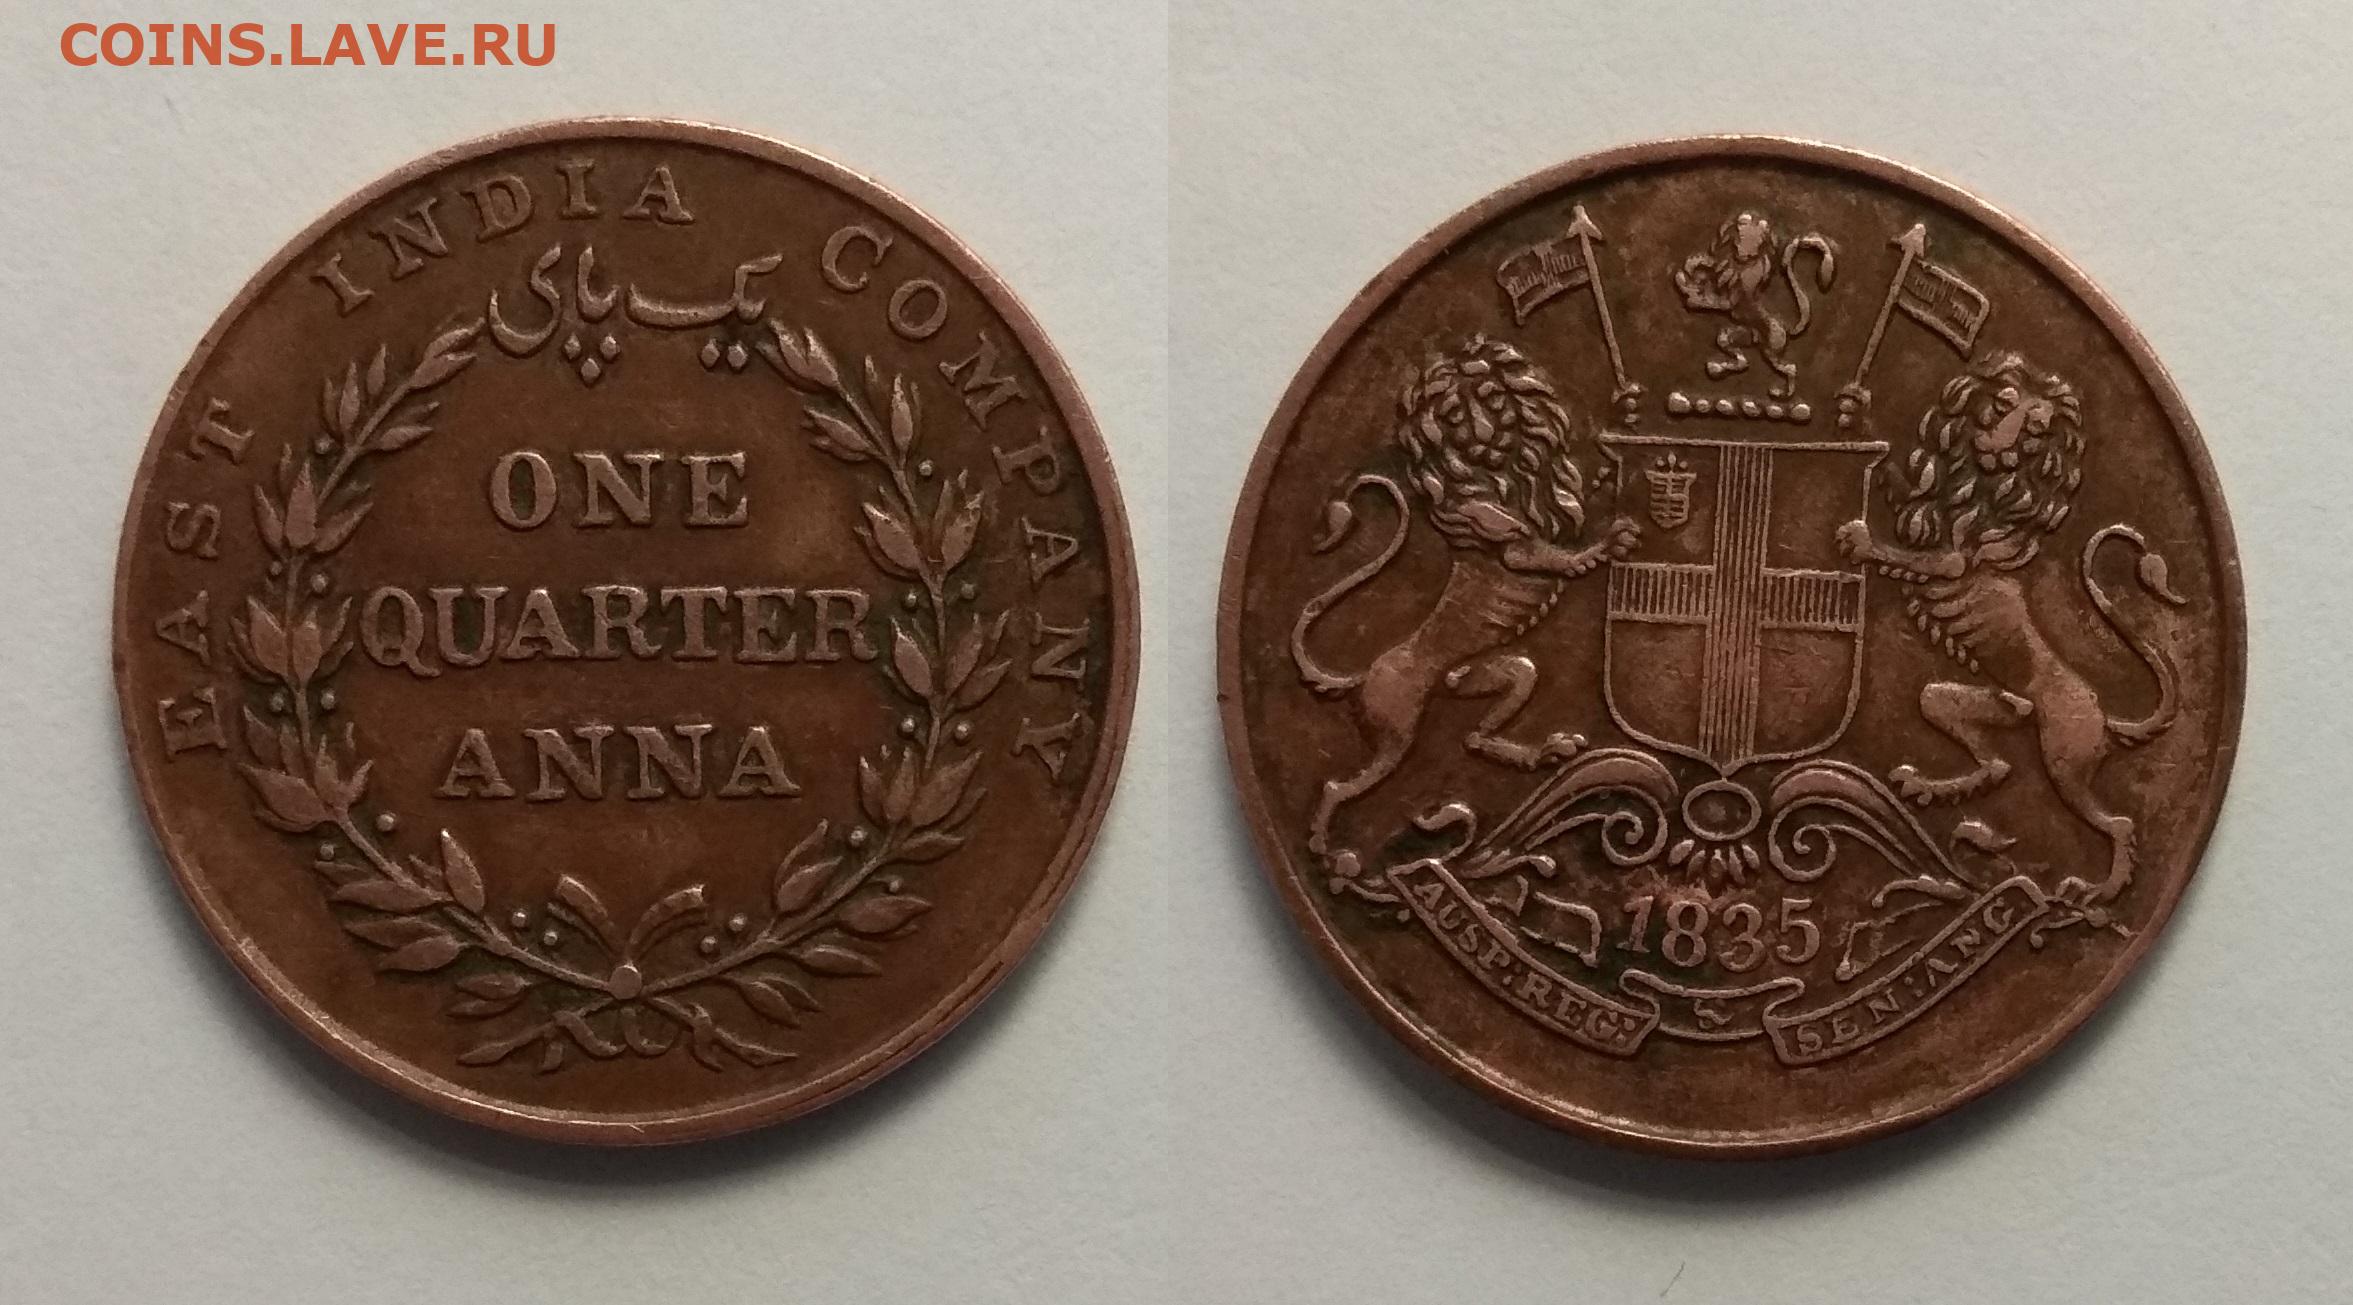 COINS.LAVE.RU
EAST INDIA COMPANY
یک پای
ONE
QUARTER
ANNA
1835
AUSP: REG: & SEN: ANG